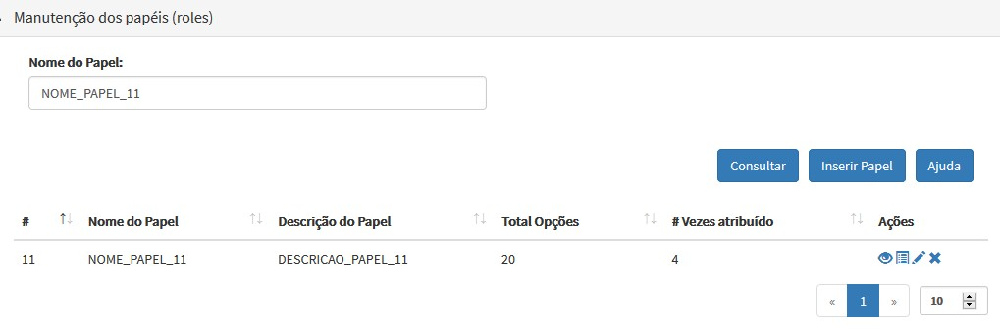 Manutenção dos papéis (roles)
Nome do Papel:
NOME_PAPEL_11
Consultar Inserir Papel Ajuda
# Nome do Papel Descrição do Papel Total Opções # Vezes atribuído Ações
11 NOME_PAPEL_11 DESCRICAO_PAPEL_11 20 4
« 1 » 10